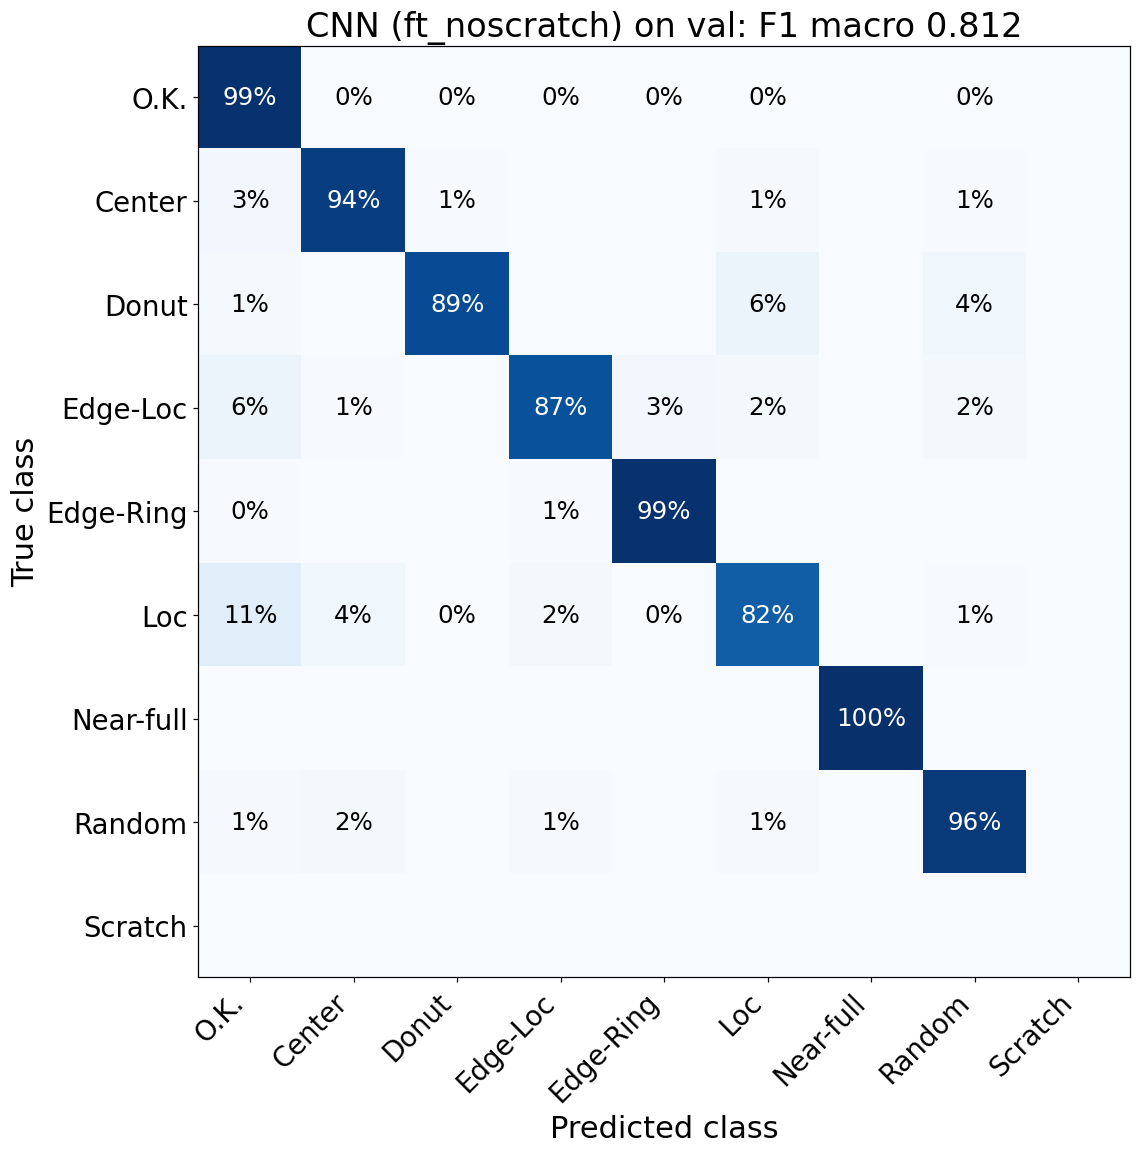 CNN (ft_noscratch) on val: F1 macro 0.812
O.K. 99% 0% 0% 0% 0% 0% 0%
Center 3% 94% 1% 1% 1%
Donut 1% 89% 6% 4%
Edge-Loc 6% 1% 87% 3% 2% 2%
Edge-Ring 0% 1% 99%
Loc 11% 4% 0% 2% 0% 82% 1%
Near-full 100%
Random 1% 2% 1% 1% 96%
Scratch
True class
O.K. Center Donut Edge-Loc Edge-Ring Loc Near-full Random Scratch
Predicted class